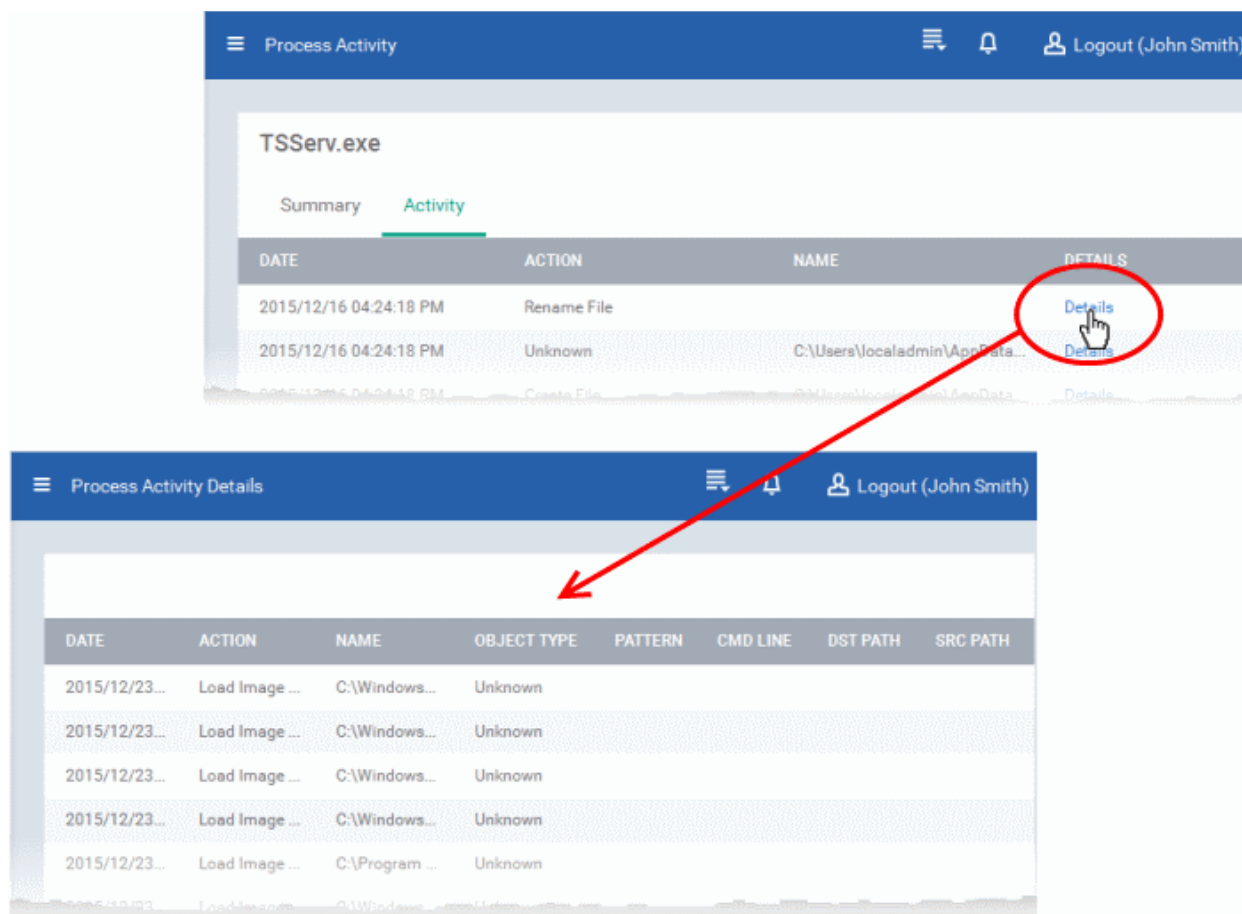 Process Activity Logout (John Smith)
TSServ.exe
Summary Activity
DATE ACTION NAME DETAILS
2015/12/16 04:24:18 PM Rename File Details
2015/12/16 04:24:18 PM Unknown C:\Users\localadmin\AppData... Details
Process Activity Details Logout (John Smith)
DATE ACTION NAME OBJECT TYPE PATTERN CMD LINE DST PATH SRC PATH
2015/12/23... Load Image ... C:\Windows... Unknown
2015/12/23... Load Image ... C:\Windows... Unknown
2015/12/23... Load Image ... C:\Windows... Unknown
2015/12/23... Load Image ... C:\Windows... Unknown
2015/12/23... Load Image ... C:\Program ... Unknown